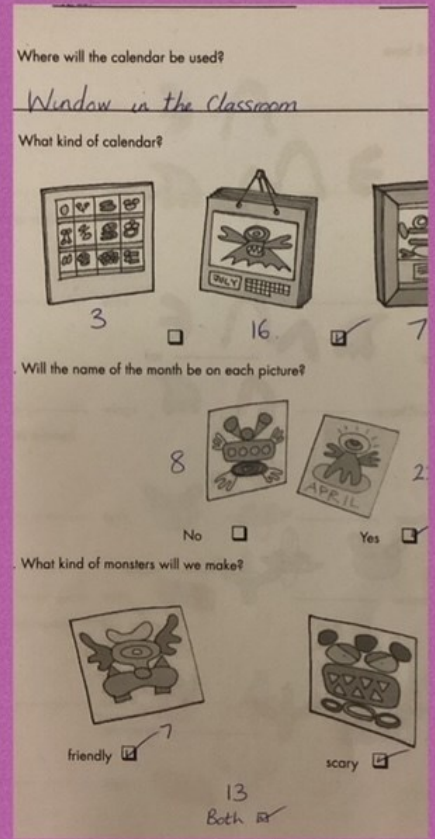 Where will the calendar be used?
Window in the Classroom
What kind of calendar?
JULY
3 16. 7
Will the name of the month be on each picture?
8 2
APRIL
No Yes
What kind of monsters will we make?
7
friendly scary
13
Both